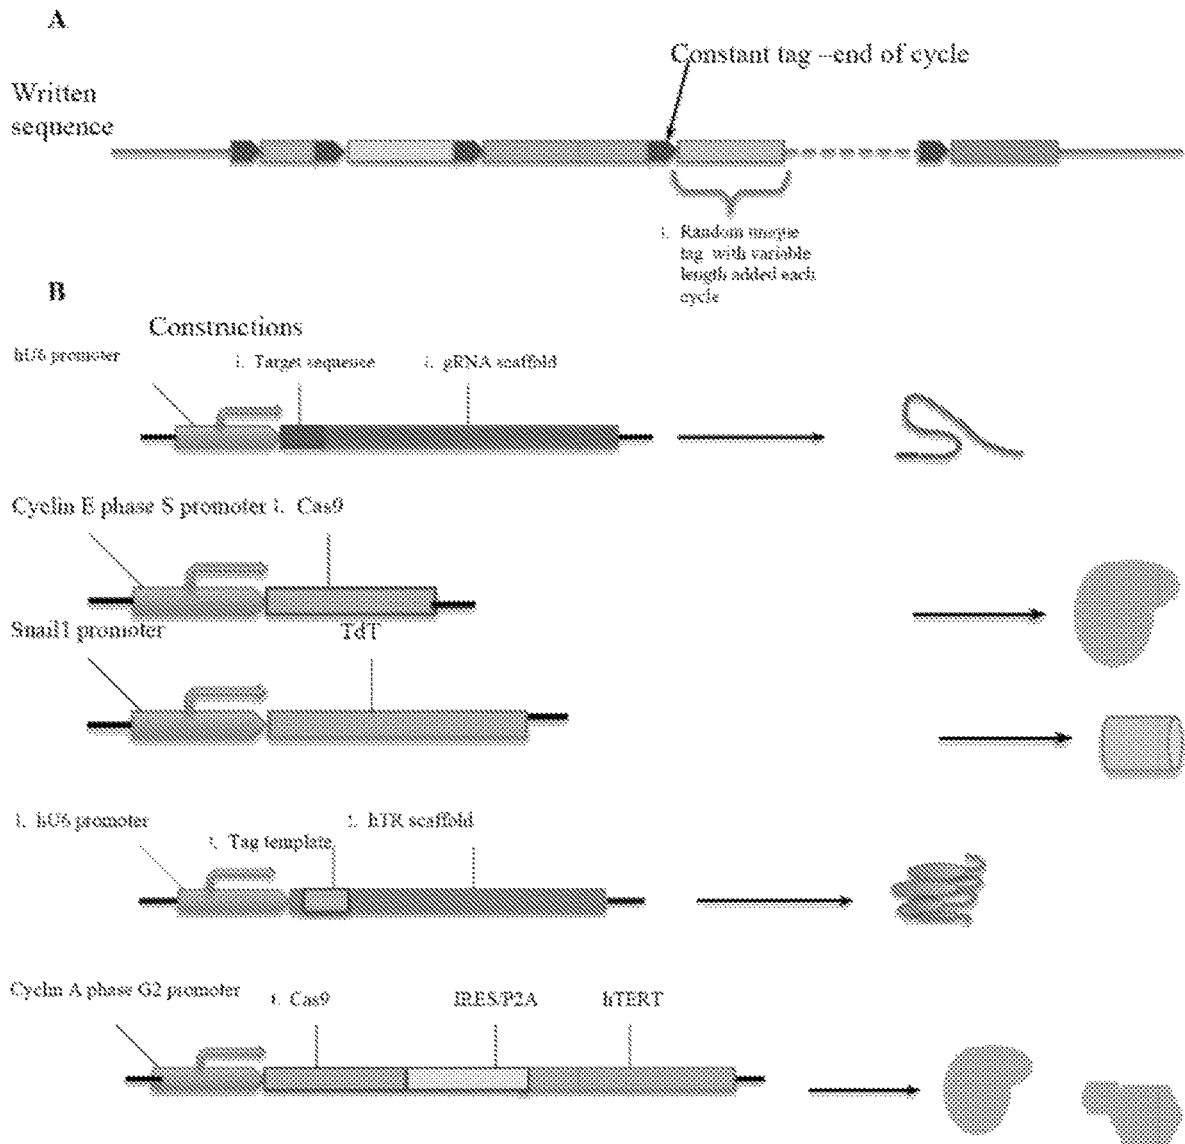 A
Constant tag –end of cycle
Written
sequence
i. Random unique
tag with variable
length added each
cycle
B
Constructions
hU6 promoter
i. Target sequence
i. gRNA scaffold
Cyclin E phase S promoter
i. Cas9
Snail1 promoter
TdT
i. hU6 promoter
i. Tag template
i. hTR scaffold
Cyclin A phase G2 promoter
i. Cas9
IRES/P2A
hTERT